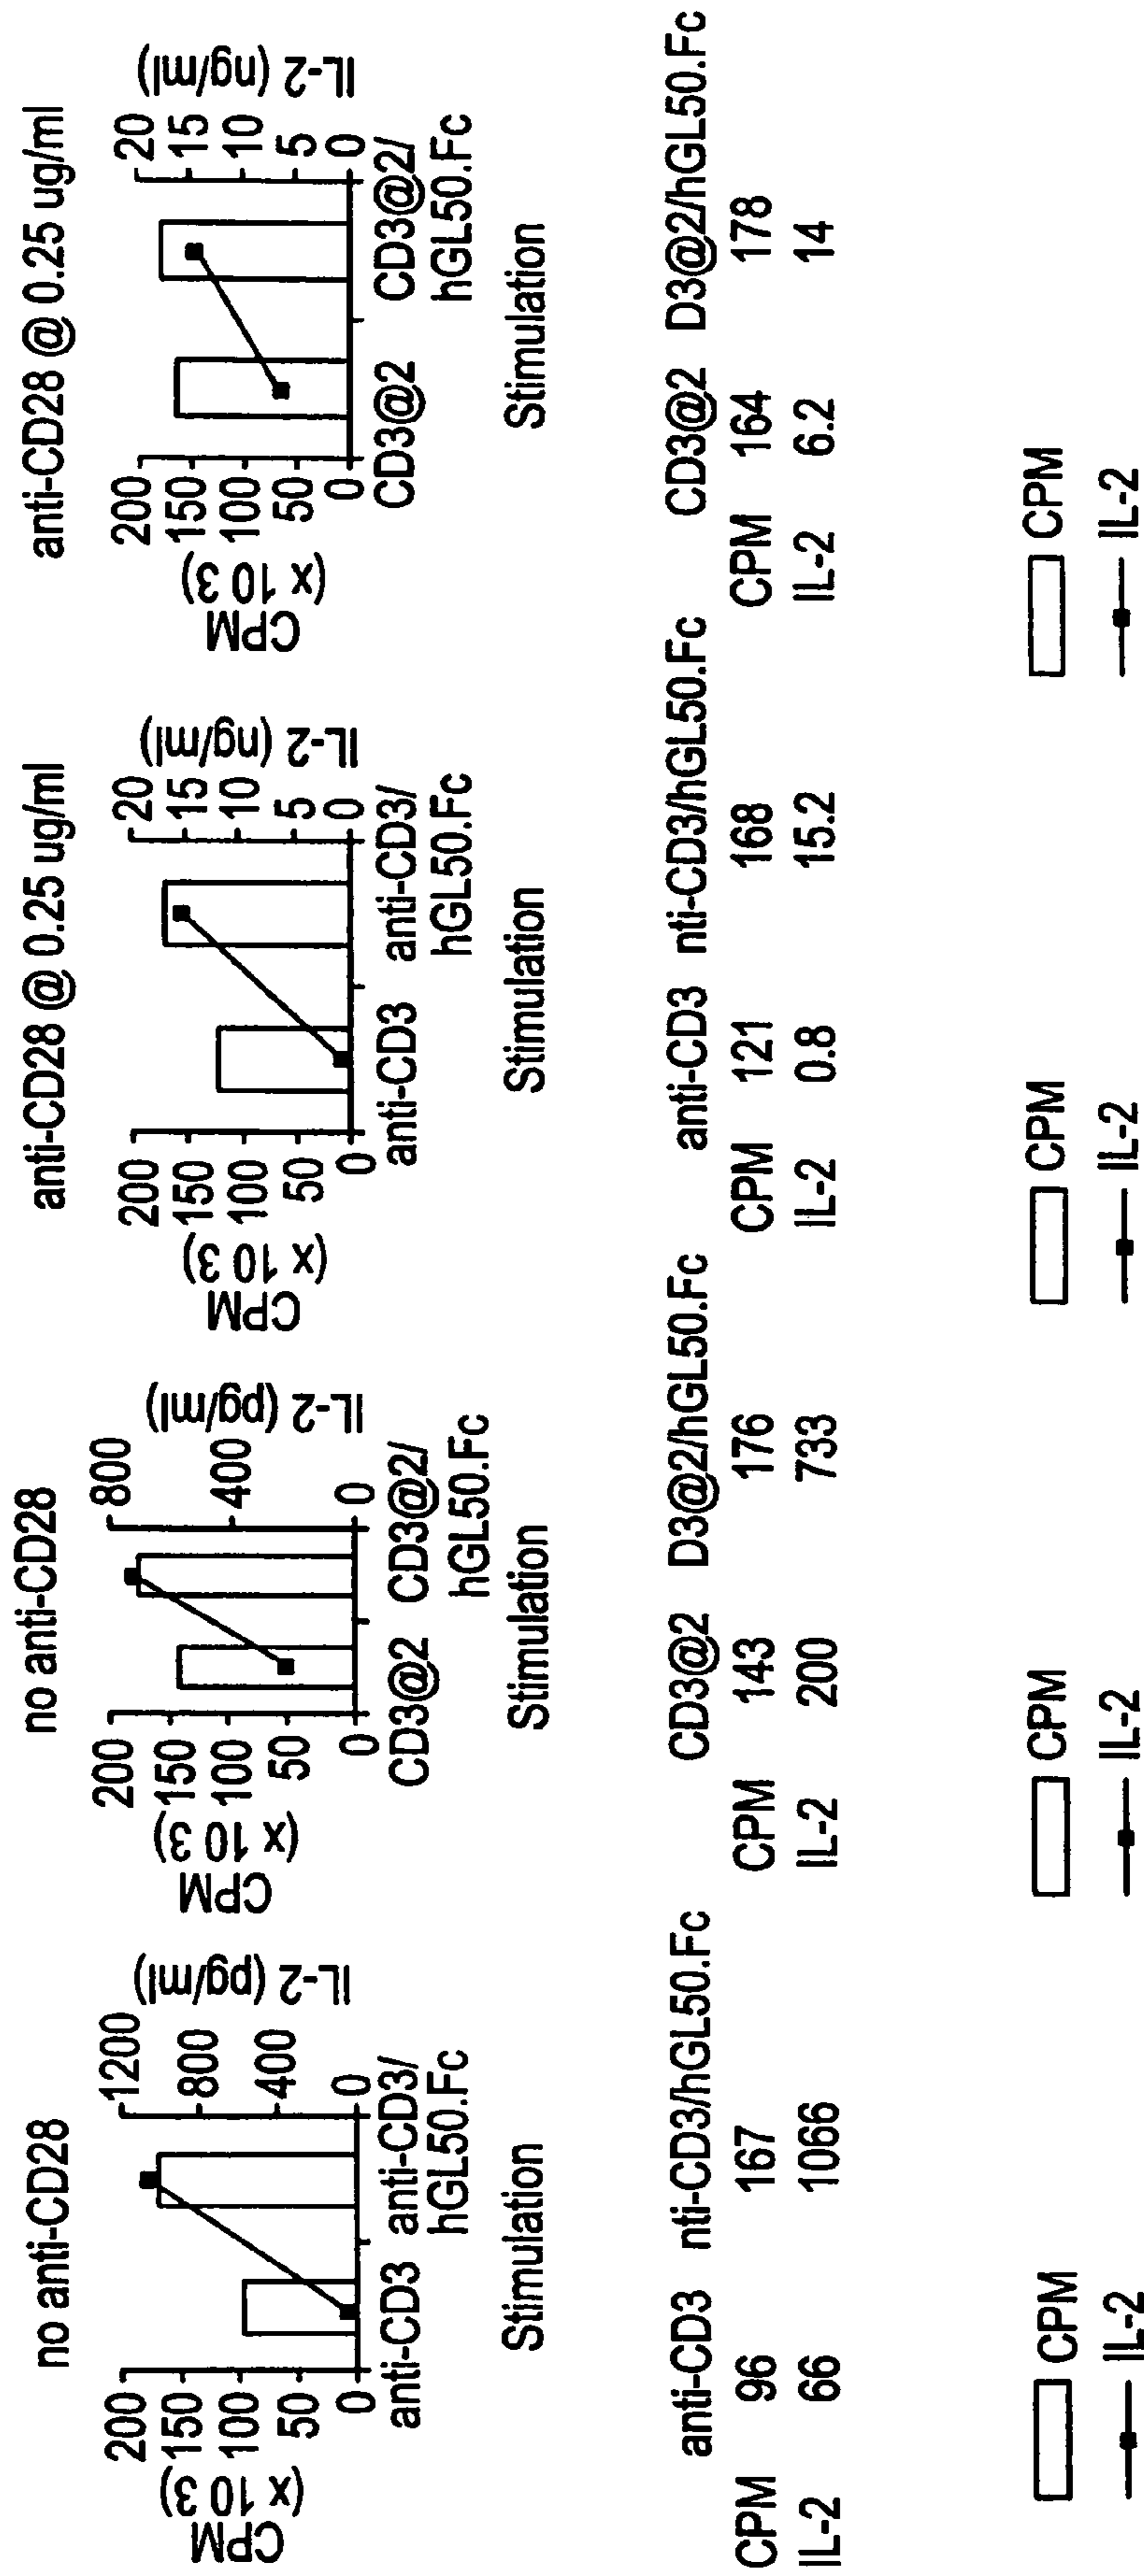 no anti-CD28
CPM
(x 10 3)
200
150
100
50
0
IL-2 (pg/ml)
1200
800
400
0
anti-CD3
anti-CD3/
hGL50.Fc
Stimulation
anti-CD3 nti-CD3/hGL50.Fc
CPM 96 167
IL-2 66 1066
CPM
IL-2
no anti-CD28
CPM
(x 10 3)
200
150
100
50
0
IL-2 (pg/ml)
800
400
0
CD3@2
CD3@2/
hGL50.Fc
Stimulation
CD3@2 D3@2/hGL50.Fc
CPM 143 176
IL-2 200 733
CPM
IL-2
anti-CD28 @ 0.25 ug/ml
CPM
(x 10 3)
200
150
100
50
0
IL-2 (ng/ml)
20
15
10
5
0
anti-CD3
anti-CD3/
hGL50.Fc
Stimulation
anti-CD3 nti-CD3/hGL50.Fc
CPM 121 168
IL-2 0.8 15.2
CPM
IL-2
anti-CD28 @ 0.25 ug/ml
CPM
(x 10 3)
200
150
100
50
0
IL-2 (ng/ml)
20
15
10
5
0
CD3@2
CD3@2/
hGL50.Fc
Stimulation
CD3@2 D3@2/hGL50.Fc
CPM 164 178
IL-2 6.2 14
CPM
IL-2